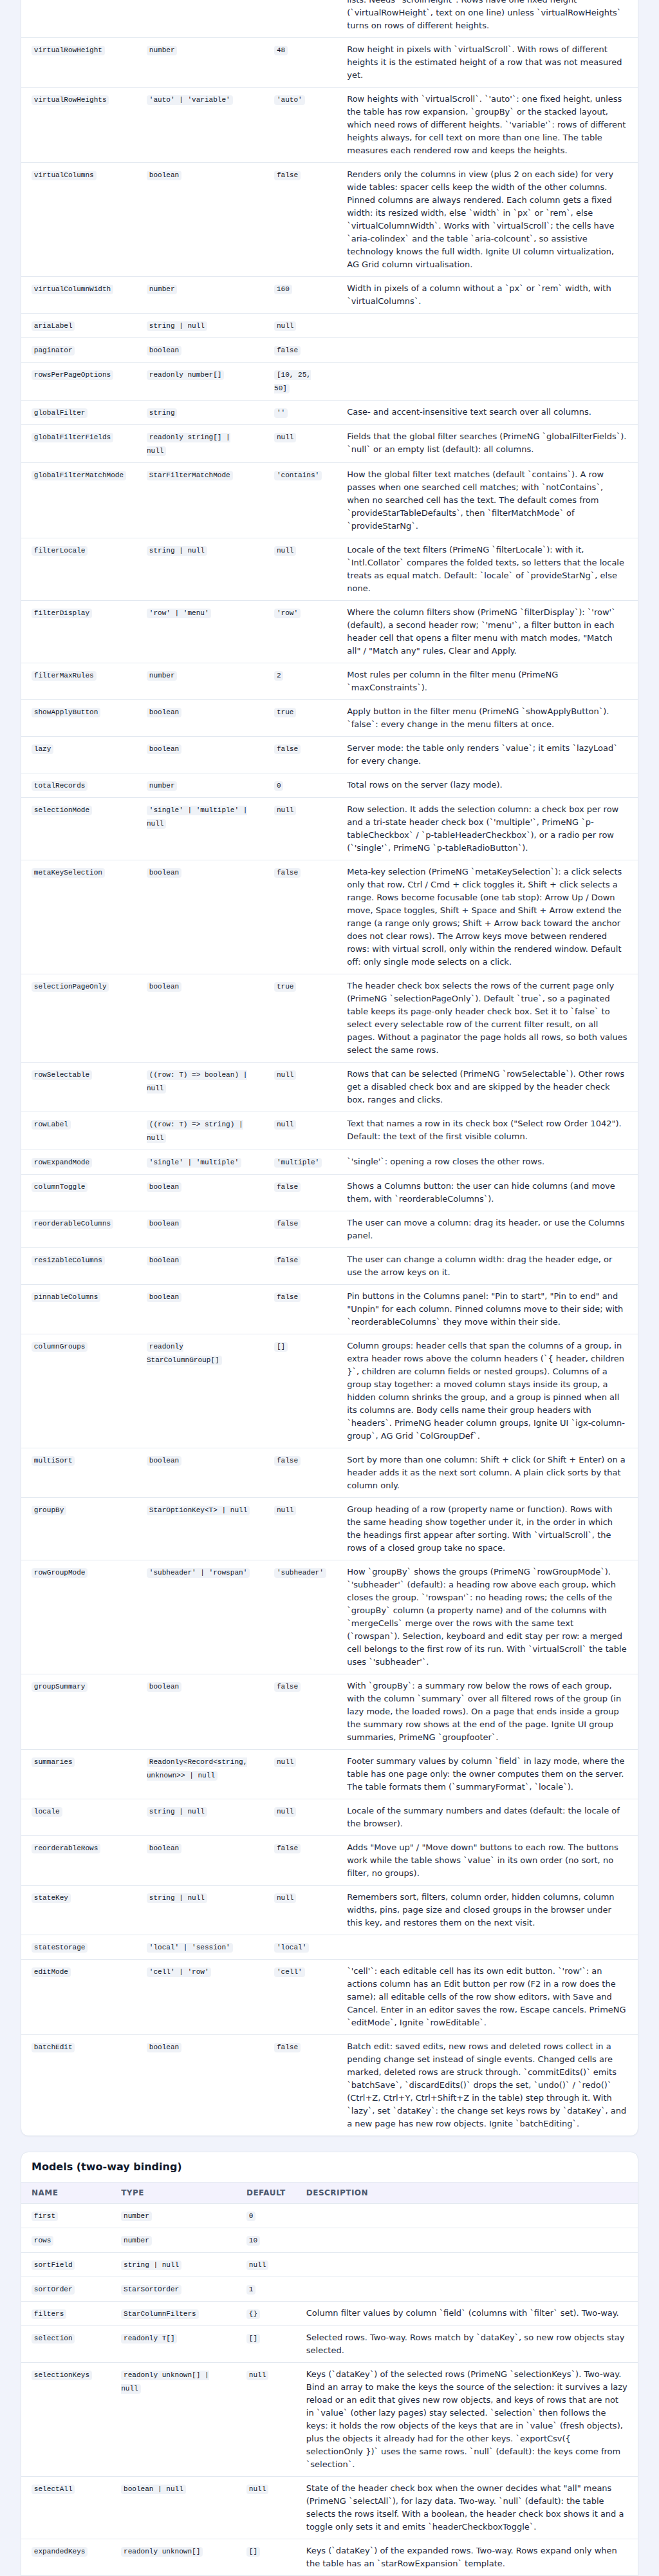 lists. Needs `scrollHeight`. Rows have one fixed height
(`virtualRowHeight`, text on one line) unless `virtualRowHeights`
turns on rows of different heights.
virtualRowHeight number 48 Row height in pixels with `virtualScroll`. With rows of different
heights it is the estimated height of a row that was not measured
yet.
virtualRowHeights 'auto' | 'variable' 'auto' Row heights with `virtualScroll`. `'auto'`: one fixed height, unless
the table has row expansion, `groupBy` or the stacked layout,
which need rows of different heights. `'variable'`: rows of different
heights always, for cell text on more than one line. The table
measures each rendered row and keeps the heights.
virtualColumns boolean false Renders only the columns in view (plus 2 on each side) for very
wide tables: spacer cells keep the width of the other columns.
Pinned columns are always rendered. Each column gets a fixed
width: its resized width, else `width` in `px` or `rem`, else
`virtualColumnWidth`. Works with `virtualScroll`; the cells have
`aria-colindex` and the table `aria-colcount`, so assistive
technology knows the full width. Ignite UI column virtualization,
AG Grid column virtualisation.
virtualColumnWidth number 160 Width in pixels of a column without a `px` or `rem` width, with
`virtualColumns`.
ariaLabel string | null null
paginator boolean false
rowsPerPageOptions readonly number[] [10, 25,
50]
globalFilter string '' Case- and accent-insensitive text search over all columns.
globalFilterFields readonly string[] | null Fields that the global filter searches (PrimeNG `globalFilterFields`).
null `null` or an empty list (default): all columns.
globalFilterMatchMode StarFilterMatchMode 'contains' How the global filter text matches (default `contains`). A row
passes when one searched cell matches; with `notContains`,
when no searched cell has the text. The default comes from
`provideStarTableDefaults`, then `filterMatchMode` of
`provideStarNg`.
filterLocale string | null null Locale of the text filters (PrimeNG `filterLocale`): with it,
`Intl.Collator` compares the folded texts, so letters that the locale
treats as equal match. Default: `locale` of `provideStarNg`, else
none.
filterDisplay 'row' | 'menu' 'row' Where the column filters show (PrimeNG `filterDisplay`): `'row'`
(default), a second header row; `'menu'`, a filter button in each
header cell that opens a filter menu with match modes, "Match
all" / "Match any" rules, Clear and Apply.
filterMaxRules number 2 Most rules per column in the filter menu (PrimeNG
`maxConstraints`).
showApplyButton boolean true Apply button in the filter menu (PrimeNG `showApplyButton`).
`false`: every change in the menu filters at once.
lazy boolean false Server mode: the table only renders `value`; it emits `lazyLoad`
for every change.
totalRecords number 0 Total rows on the server (lazy mode).
selectionMode 'single' | 'multiple' | null Row selection. It adds the selection column: a check box per row
null and a tri-state header check box (`'multiple'`, PrimeNG `p-
tableCheckbox` / `p-tableHeaderCheckbox`), or a radio per row
(`'single'`, PrimeNG `p-tableRadioButton`).
metaKeySelection boolean false Meta-key selection (PrimeNG `metaKeySelection`): a click selects
only that row, Ctrl / Cmd + click toggles it, Shift + click selects a
range. Rows become focusable (one tab stop): Arrow Up / Down
move, Space toggles, Shift + Space and Shift + Arrow extend the
range (a range only grows; Shift + Arrow back toward the anchor
does not clear rows). The Arrow keys move between rendered
rows: with virtual scroll, only within the rendered window. Default
off: only single mode selects on a click.
selectionPageOnly boolean true The header check box selects the rows of the current page only
(PrimeNG `selectionPageOnly`). Default `true`, so a paginated
table keeps its page-only header check box. Set it to `false` to
select every selectable row of the current filter result, on all
pages. Without a paginator the page holds all rows, so both values
select the same rows.
rowSelectable ((row: T) => boolean) | null Rows that can be selected (PrimeNG `rowSelectable`). Other rows
null get a disabled check box and are skipped by the header check
box, ranges and clicks.
rowLabel ((row: T) => string) | null Text that names a row in its check box ("Select row Order 1042").
null Default: the text of the first visible column.
rowExpandMode 'single' | 'multiple' 'multiple' `'single'`: opening a row closes the other rows.
columnToggle boolean false Shows a Columns button: the user can hide columns (and move
them, with `reorderableColumns`).
reorderableColumns boolean false The user can move a column: drag its header, or use the Columns
panel.
resizableColumns boolean false The user can change a column width: drag the header edge, or
use the arrow keys on it.
pinnableColumns boolean false Pin buttons in the Columns panel: "Pin to start", "Pin to end" and
"Unpin" for each column. Pinned columns move to their side; with
`reorderableColumns` they move within their side.
columnGroups readonly [] Column groups: header cells that span the columns of a group, in
StarColumnGroup[] extra header rows above the column headers (`{ header, children
}`, children are column fields or nested groups). Columns of a
group stay together: a moved column stays inside its group, a
hidden column shrinks the group, and a group is pinned when all
its columns are. Body cells name their group headers with
`headers`. PrimeNG header column groups, Ignite UI `igx-column-
group`, AG Grid `ColGroupDef`.
multiSort boolean false Sort by more than one column: Shift + click (or Shift + Enter) on a
header adds it as the next sort column. A plain click sorts by that
column only.
groupBy StarOptionKey<T> | null null Group heading of a row (property name or function). Rows with
the same heading show together under it, in the order in which
the headings first appear after sorting. With `virtualScroll`, the
rows of a closed group take no space.
rowGroupMode 'subheader' | 'rowspan' 'subheader' How `groupBy` shows the groups (PrimeNG `rowGroupMode`).
`'subheader'` (default): a heading row above each group, which
closes the group. `'rowspan'`: no heading rows; the cells of the
`groupBy` column (a property name) and of the columns with
`mergeCells` merge over the rows with the same text
(`rowspan`). Selection, keyboard and edit stay per row: a merged
cell belongs to the first row of its run. With `virtualScroll` the table
uses `'subheader'`.
groupSummary boolean false With `groupBy`: a summary row below the rows of each group,
with the column `summary` over all filtered rows of the group (in
lazy mode, the loaded rows). On a page that ends inside a group
the summary row shows at the end of the page. Ignite UI group
summaries, PrimeNG `groupfooter`.
summaries Readonly<Record<string, null Footer summary values by column `field` in lazy mode, where the
unknown>> | null table has one page only: the owner computes them on the server.
The table formats them (`summaryFormat`, `locale`).
locale string | null null Locale of the summary numbers and dates (default: the locale of
the browser).
reorderableRows boolean false Adds "Move up" / "Move down" buttons to each row. The buttons
work while the table shows `value` in its own order (no sort, no
filter, no groups).
stateKey string | null null Remembers sort, filters, column order, hidden columns, column
widths, pins, page size and closed groups in the browser under
this key, and restores them on the next visit.
stateStorage 'local' | 'session' 'local'
editMode 'cell' | 'row' 'cell' `'cell'`: each editable cell has its own edit button. `'row'`: an
actions column has an Edit button per row (F2 in a row does the
same); all editable cells of the row show editors, with Save and
Cancel. Enter in an editor saves the row, Escape cancels. PrimeNG
`editMode`, Ignite `rowEditable`.
batchEdit boolean false Batch edit: saved edits, new rows and deleted rows collect in a
pending change set instead of single events. Changed cells are
marked, deleted rows are struck through. `commitEdits()` emits
`batchSave`, `discardEdits()` drops the set, `undo()` / `redo()`
(Ctrl+Z, Ctrl+Y, Ctrl+Shift+Z in the table) step through it. With
`lazy`, set `dataKey`: the change set keys rows by `dataKey`, and
a new page has new row objects. Ignite `batchEditing`.
Models (two-way binding)
NAME TYPE DEFAULT DESCRIPTION
first number 0
rows number 10
sortField string | null null
sortOrder StarSortOrder 1
filters StarColumnFilters {} Column filter values by column `field` (columns with `filter` set). Two-way.
selection readonly T[] [] Selected rows. Two-way. Rows match by `dataKey`, so new row objects stay
selected.
selectionKeys readonly unknown[] | null Keys (`dataKey`) of the selected rows (PrimeNG `selectionKeys`). Two-way.
null Bind an array to make the keys the source of the selection: it survives a lazy
reload or an edit that gives new row objects, and keys of rows that are not
in `value` (other lazy pages) stay selected. `selection` then follows the
keys: it holds the row objects of the keys that are in `value` (fresh objects),
plus the objects it already had for the other keys. `exportCsv({
selectionOnly })` uses the same rows. `null` (default): the keys come from
`selection`.
selectAll boolean | null null State of the header check box when the owner decides what "all" means
(PrimeNG `selectAll`), for lazy data. Two-way. `null` (default): the table
selects the rows itself. With a boolean, the header check box shows it and a
toggle only sets it and emits `headerCheckboxToggle`.
expandedKeys readonly unknown[] [] Keys (`dataKey`) of the expanded rows. Two-way. Rows expand only when
the table has an `starRowExpansion` template.